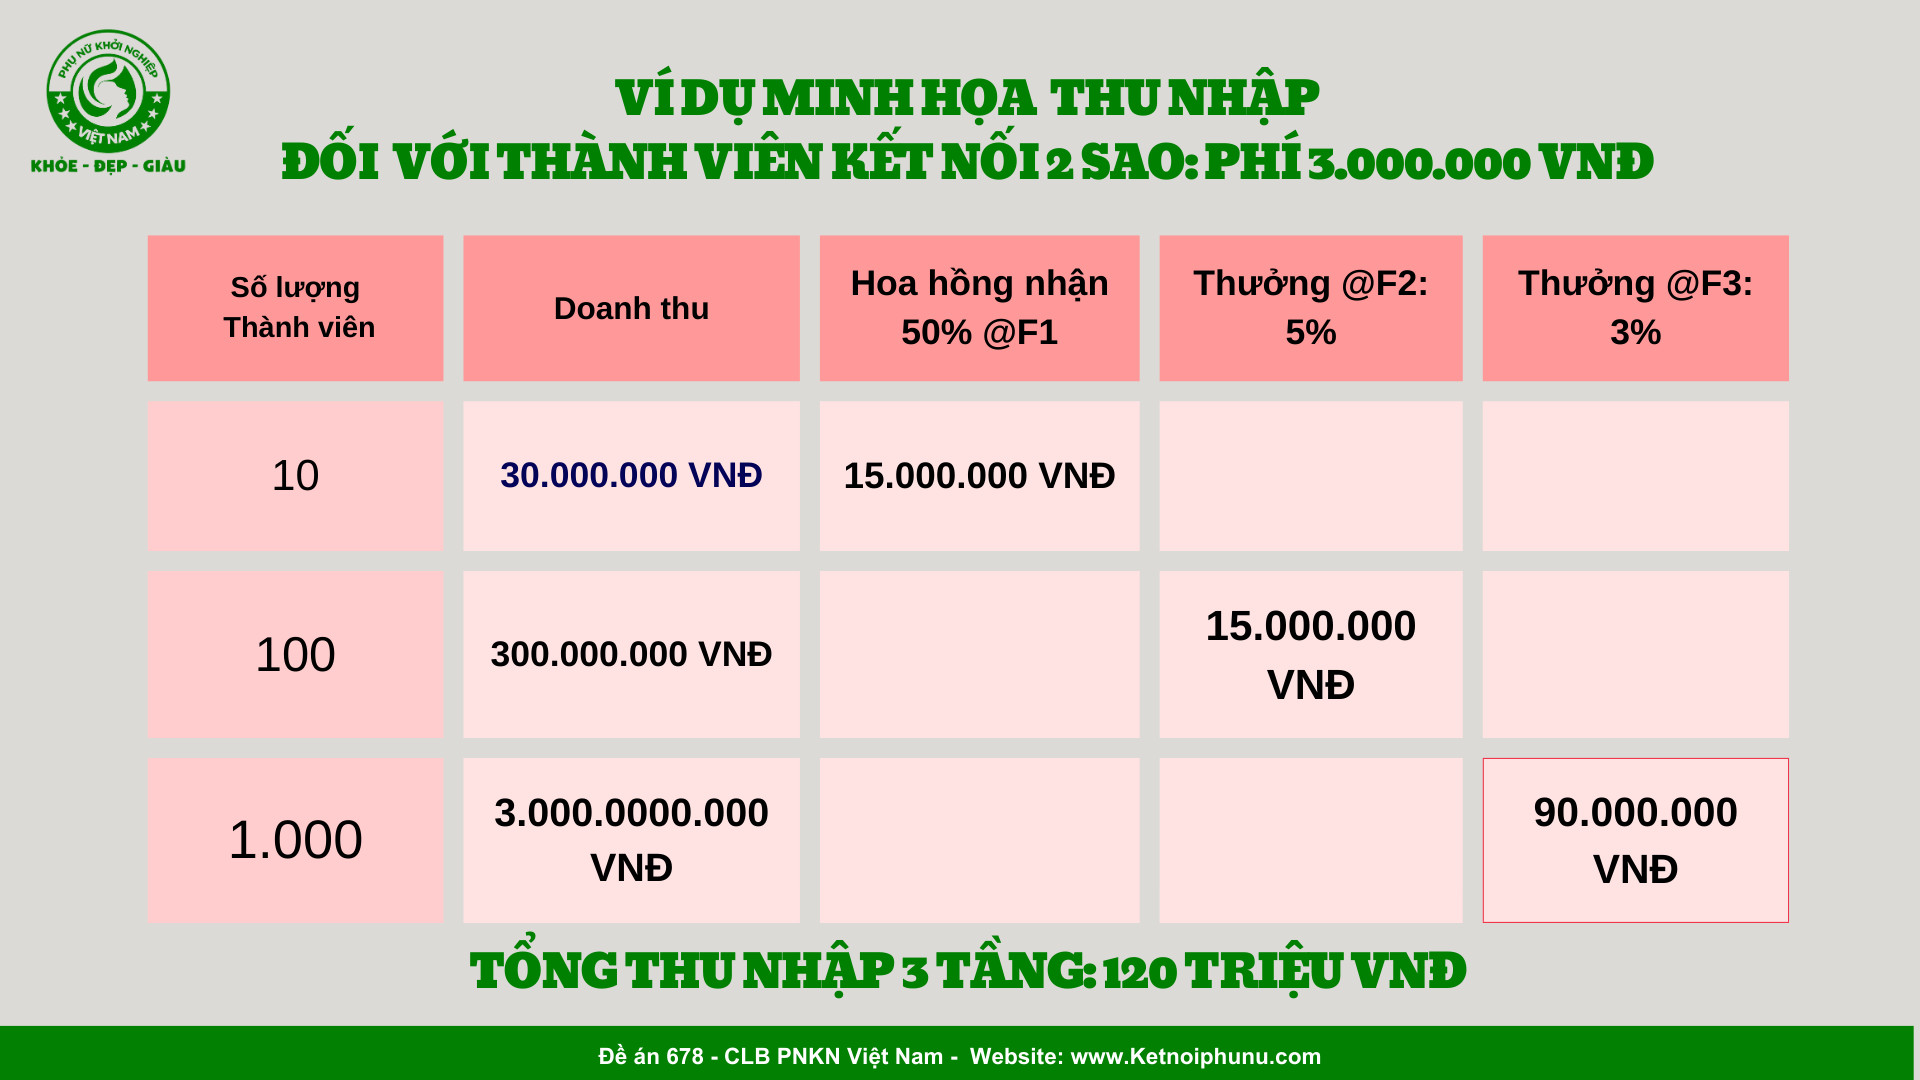 PHỤ NỮ KHỞI NGHIỆP
VIỆT NAM
KHỎE - ĐẸP - GIÀU
VÍ DỤ MINH HỌA THU NHẬP
ĐỐI VỚI THÀNH VIÊN KẾT NỐI 2 SAO: PHÍ 3.000.000 VNĐ
Số lượng
Thành viên
Doanh thu
Hoa hồng nhận
50% @F1
Thưởng @F2:
5%
Thưởng @F3:
3%
10
30.000.000 VNĐ
15.000.000 VNĐ
100
300.000.000 VNĐ
15.000.000
VNĐ
1.000
3.000.0000.000
VNĐ
90.000.000
VNĐ
TỔNG THU NHẬP 3 TẦNG: 120 TRIỆU VNĐ
Đề án 678 - CLB PNKN Việt Nam - Website: www.Ketnoiphunu.com